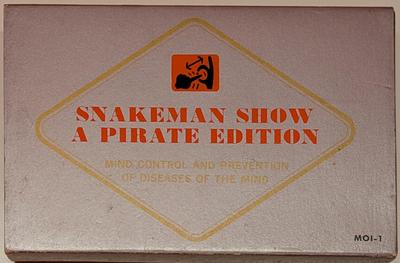 SNAKEMAN SHOW
A PIRATE EDITION
MIND CONTROL AND PREVENTION
OF DISEASES OF THE MIND
MOI-1